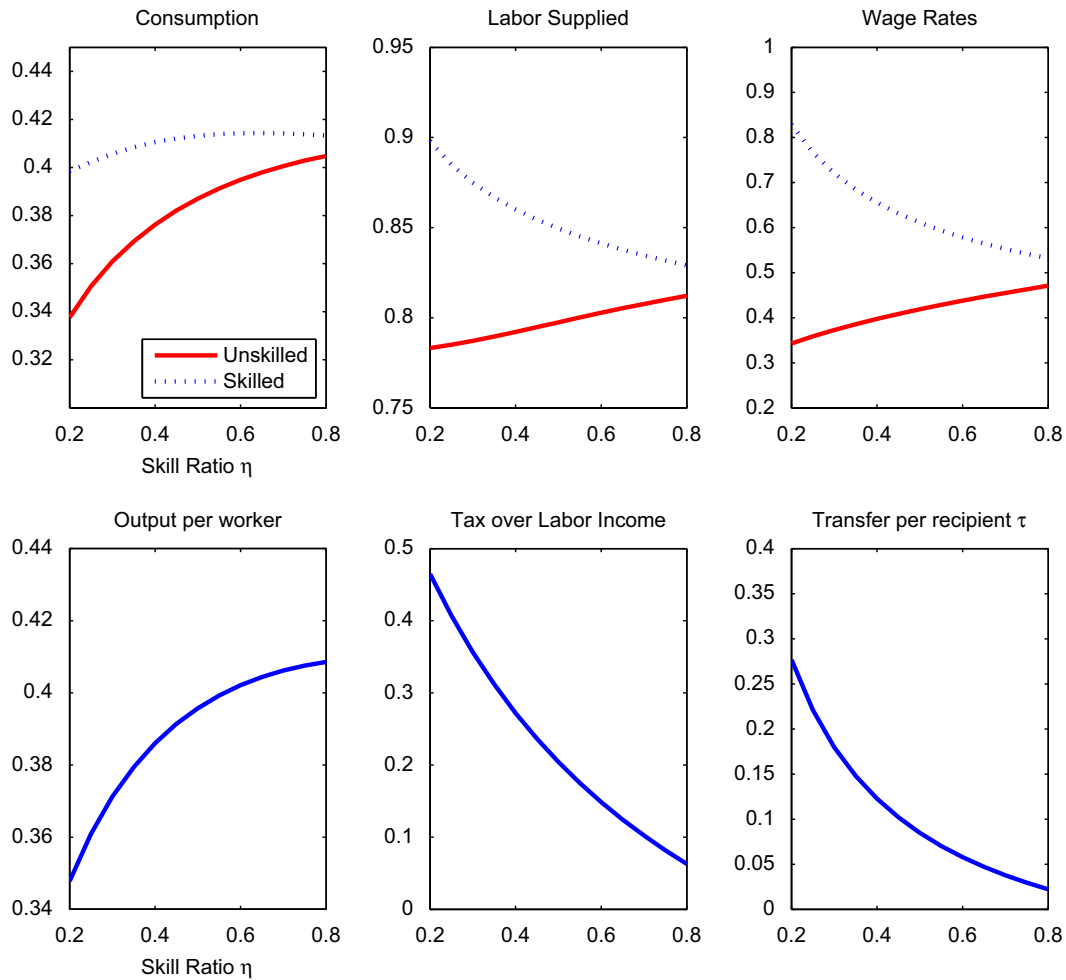 Consumption
0.44
0.42
0.4
0.38
0.36
0.34
0.32
Unskilled
Skilled
0.2 0.4 0.6 0.8
Skill Ratio η
Labor Supplied
0.95
0.9
0.85
0.8
0.75
0.2 0.4 0.6 0.8
Wage Rates
1
0.9
0.8
0.7
0.6
0.5
0.4
0.3
0.2
0.2 0.4 0.6 0.8
Output per worker
0.44
0.42
0.4
0.38
0.36
0.34
0.2 0.4 0.6 0.8
Skill Ratio η
Tax over Labor Income
0.5
0.4
0.3
0.2
0.1
0
0.2 0.4 0.6 0.8
Transfer per recipient τ
0.4
0.35
0.3
0.25
0.2
0.15
0.1
0.05
0
0.2 0.4 0.6 0.8